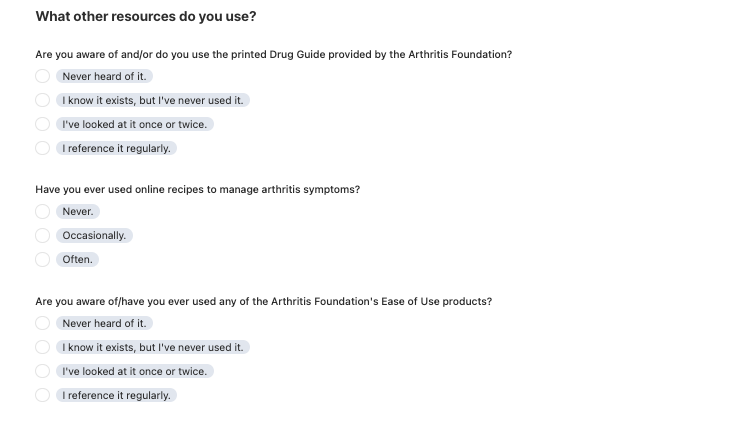 What other resources do you use?
Are you aware of and/or do you use the printed Drug Guide provided by the Arthritis Foundation?
Never heard of it.
I know it exists, but I've never used it.
I've looked at it once or twice.
I reference it regularly.
Have you ever used online recipes to manage arthritis symptoms?
Never.
Occasionally.
Often.
Are you aware of/have you ever used any of the Arthritis Foundation's Ease of Use products?
Never heard of it.
I know it exists, but I've never used it.
I've looked at it once or twice.
I reference it regularly.